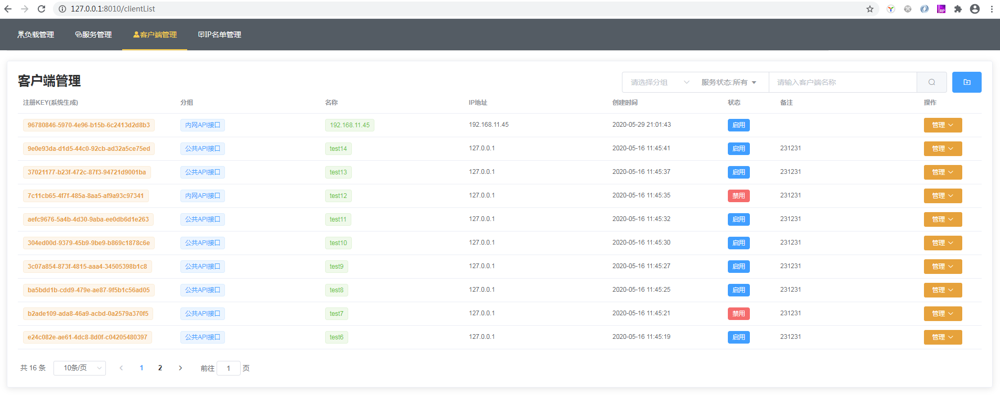 127.0.0.1:8010/clientList
RP
负载管理 服务管理 客户端管理 IP名单管理
客户端管理 请选择分组 服务状态:所有 请输入客户端名称
注册KEY(系统生成) 分组 名称 IP地址 创建时间 状态 备注 操作
96780846-5970-4e96-b15b-6c2413d2d8b3 内网API接口 192.168.11.45 192.168.11.45 2020-05-29 21:01:43 启用 管理
9e0e93da-d1d5-44c0-92cb-ad32a5ce75ed 公共API接口 test14 127.0.0.1 2020-05-16 11:45:41 启用 231231 管理
37021177-b23f-472c-87f3-94721d9001ba 公共API接口 test13 127.0.0.1 2020-05-16 11:45:37 启用 231231 管理
7c11cb65-4f7f-485a-8aa5-af9a93c97341 内网API接口 test12 127.0.0.1 2020-05-16 11:45:35 禁用 231231 管理
aefc9676-5a4b-4d30-9aba-ee0db6d1e263 公共API接口 test11 127.0.0.1 2020-05-16 11:45:32 启用 231231 管理
304ed00d-9379-45b9-9be9-b869c1878c6e 公共API接口 test10 127.0.0.1 2020-05-16 11:45:30 启用 231231 管理
3c07a854-873f-4815-aaa4-34505398b1c8 公共API接口 test9 127.0.0.1 2020-05-16 11:45:27 启用 231231 管理
ba5bdd1b-cdd9-479e-ae87-9f5b1c56ad05 公共API接口 test8 127.0.0.1 2020-05-16 11:45:25 启用 231231 管理
b2ade109-ada8-46a9-acbd-0a2579a370f5 公共API接口 test7 127.0.0.1 2020-05-16 11:45:21 禁用 231231 管理
e24c082e-ae61-4dc8-8d0f-c04205480397 公共API接口 test6 127.0.0.1 2020-05-16 11:45:19 启用 231231 管理
共 16 条 10条/页 1 2 前往 1 页